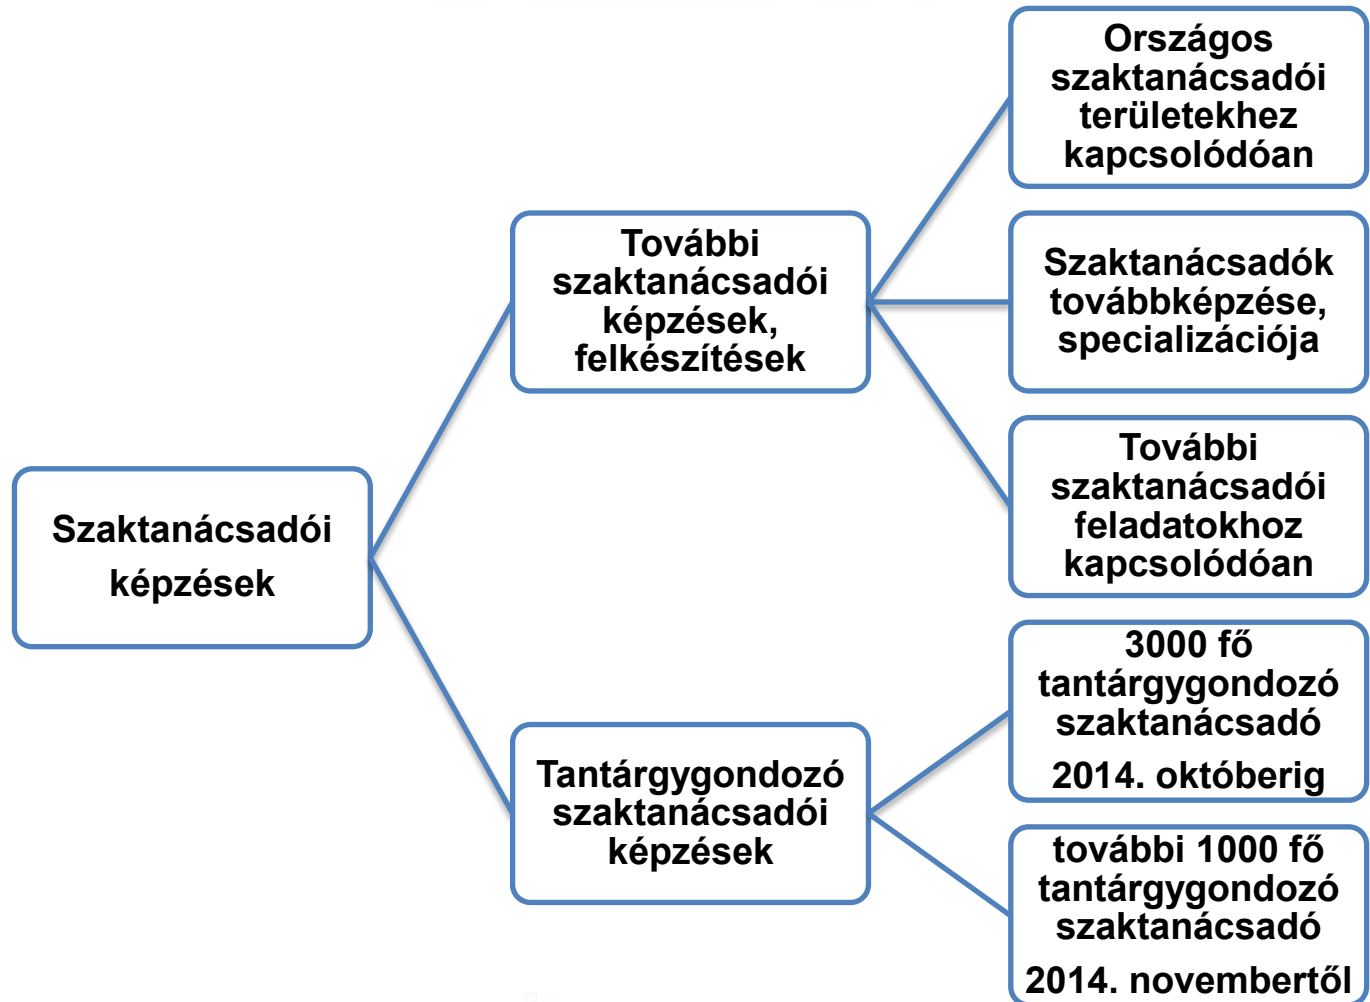 Szaktanácsadói
képzések
További
szaktanácsadói
képzések,
felkészítések
Országos
szaktanácsadói
területekhez
kapcsolódóan
Szaktanácsadók
továbbképzése,
specializációja
További
szaktanácsadói
feladatokhoz
kapcsolódóan
Tantárgygondozó
szaktanácsadói
képzések
3000 fő
tantárgygondozó
szaktanácsadó
2014. októberig
további 1000 fő
tantárgygondozó
szaktanácsadó
2014. novembertől